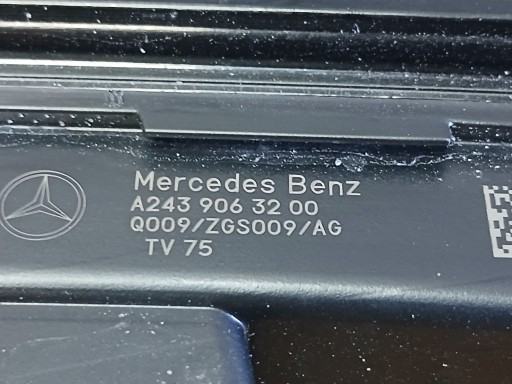 Mercedes Benz
A243 906 32 00
Q009/ZGS009/AG
TV 75